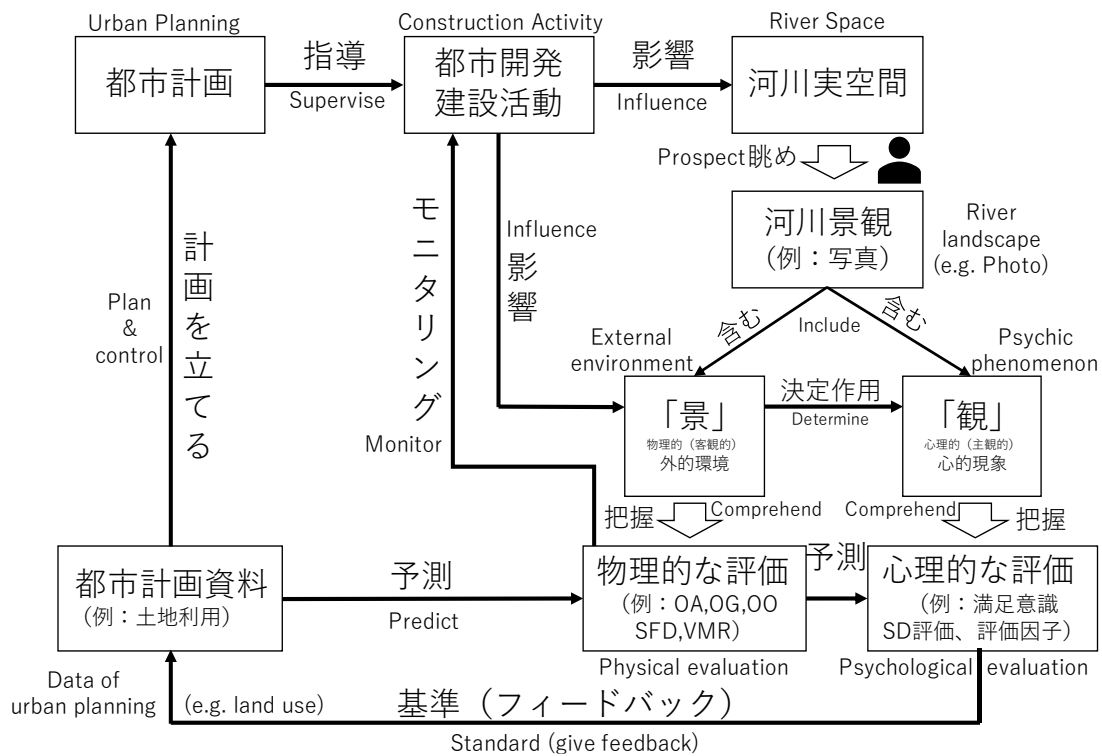 Urban Planning
Construction Activity
River Space
都市計画
指導
Supervise
都市開発
建設活動
影響
Influence
河川実空間
Prospect眺め
河川景観
（例：写真）
River
landscape
(e.g. Photo)
計画を立てる
Plan
&
control
モニタリング
Monitor
Influence
影響
含む
Include
含む
External
environment
Psychic
phenomenon
「景」
物理的（客観的）
外的環境
決定作用
Determine
「観」
心理的（主観的）
心的現象
把握
Comprehend
Comprehend
把握
都市計画資料
（例：土地利用）
予測
Predict
物理的な評価
（例：OA,OG,OO
SFD,VMR）
予測
心理的な評価
（例：満足意識
SD評価、評価因子）
Physical evaluation
Psychological evaluation
Data of
urban planning
(e.g. land use)
基準（フィードバック）
Standard (give feedback)